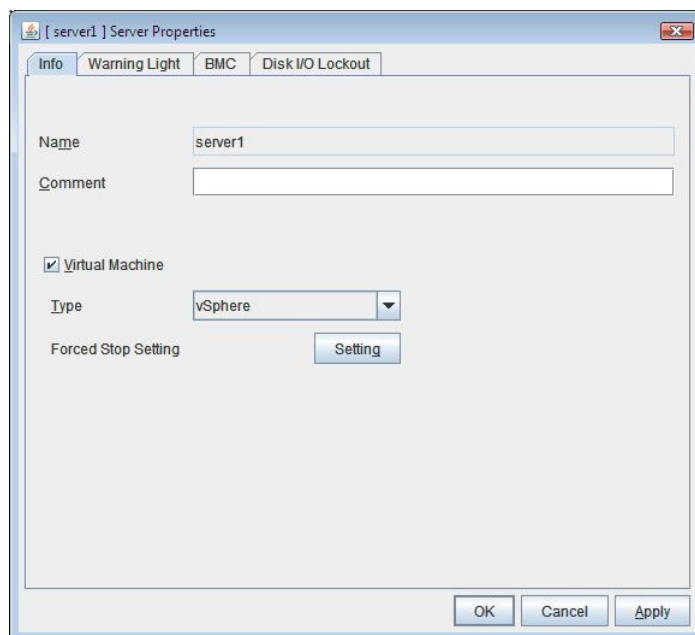 [ server1 ] Server Properties
Info Warning Light BMC Disk I/O Lockout
Name server1
Comment
Virtual Machine
Type vSphere
Forced Stop Setting Setting
OK Cancel Apply